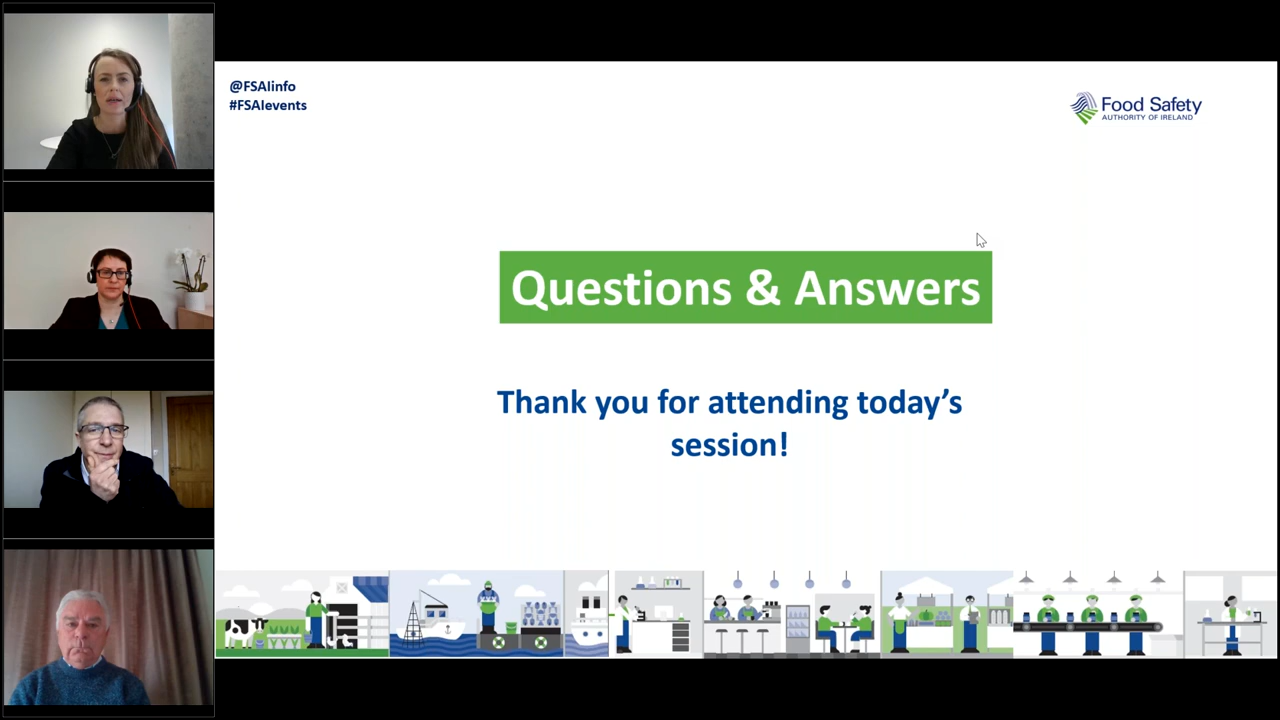 @FSAIinfo
#FSAIevents
Food Safety
AUTHORITY OF IRELAND
Questions & Answers
Thank you for attending today's
session!